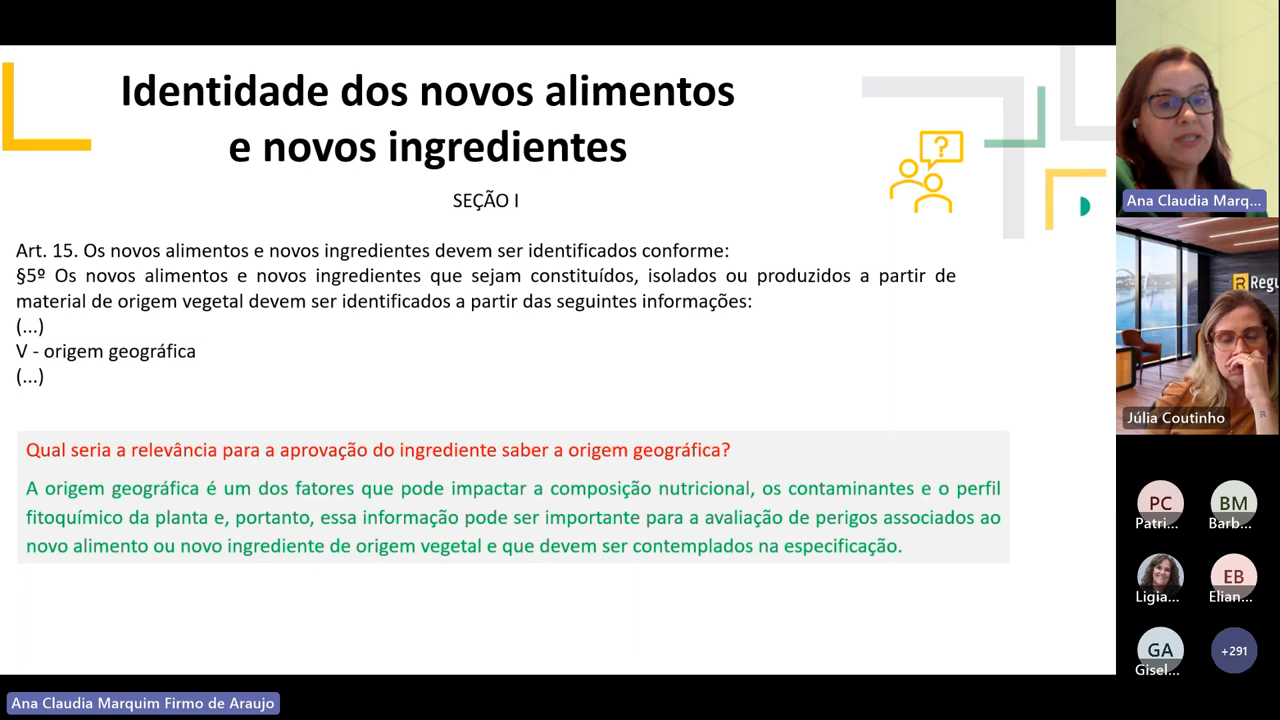 Identidade dos novos alimentos
e novos ingredientes
SEÇÃO I
Art. 15. Os novos alimentos e novos ingredientes devem ser identificados conforme:
§5º Os novos alimentos e novos ingredientes que sejam constituídos, isolados ou produzidos a partir de
material de origem vegetal devem ser identificados a partir das seguintes informações:
(...)
V - origem geográfica
(...)
Qual seria a relevância para a aprovação do ingrediente saber a origem geográfica?
A origem geográfica é um dos fatores que pode impactar a composição nutricional, os contaminantes e o perfil
fitoquímico da planta e, portanto, essa informação pode ser importante para a avaliação de perigos associados ao
novo alimento ou novo ingrediente de origem vegetal e que devem ser contemplados na especificação.
?
Ana Claudia Marq...
R Regu
Júlia Coutinho
PC
Patri...
BM
Barb...
Ligia...
EB
Elian...
GA
Gisel...
+291
Ana Claudia Marquim Firmo de Araujo